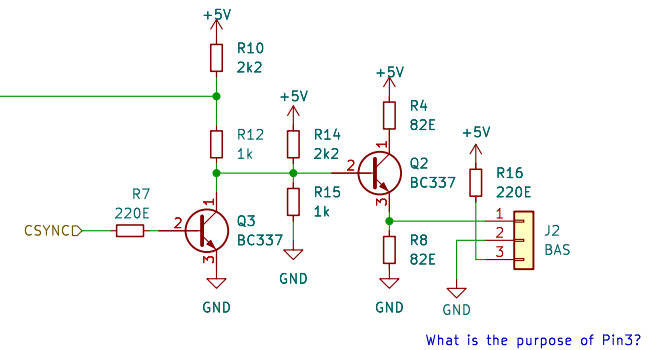 +5V
R10
2k2
+5V
+5V
R4
82E
R12
1k
R14
2k2
+5V
1
2
Q2
BC337
3
R16
220E
R7
220E
R15
1k
1
CSYNC
2
Q3
BC337
3
R8
82E
1
2
3
J2
BAS
GND
GND
GND
GND
What is the purpose of Pin3?